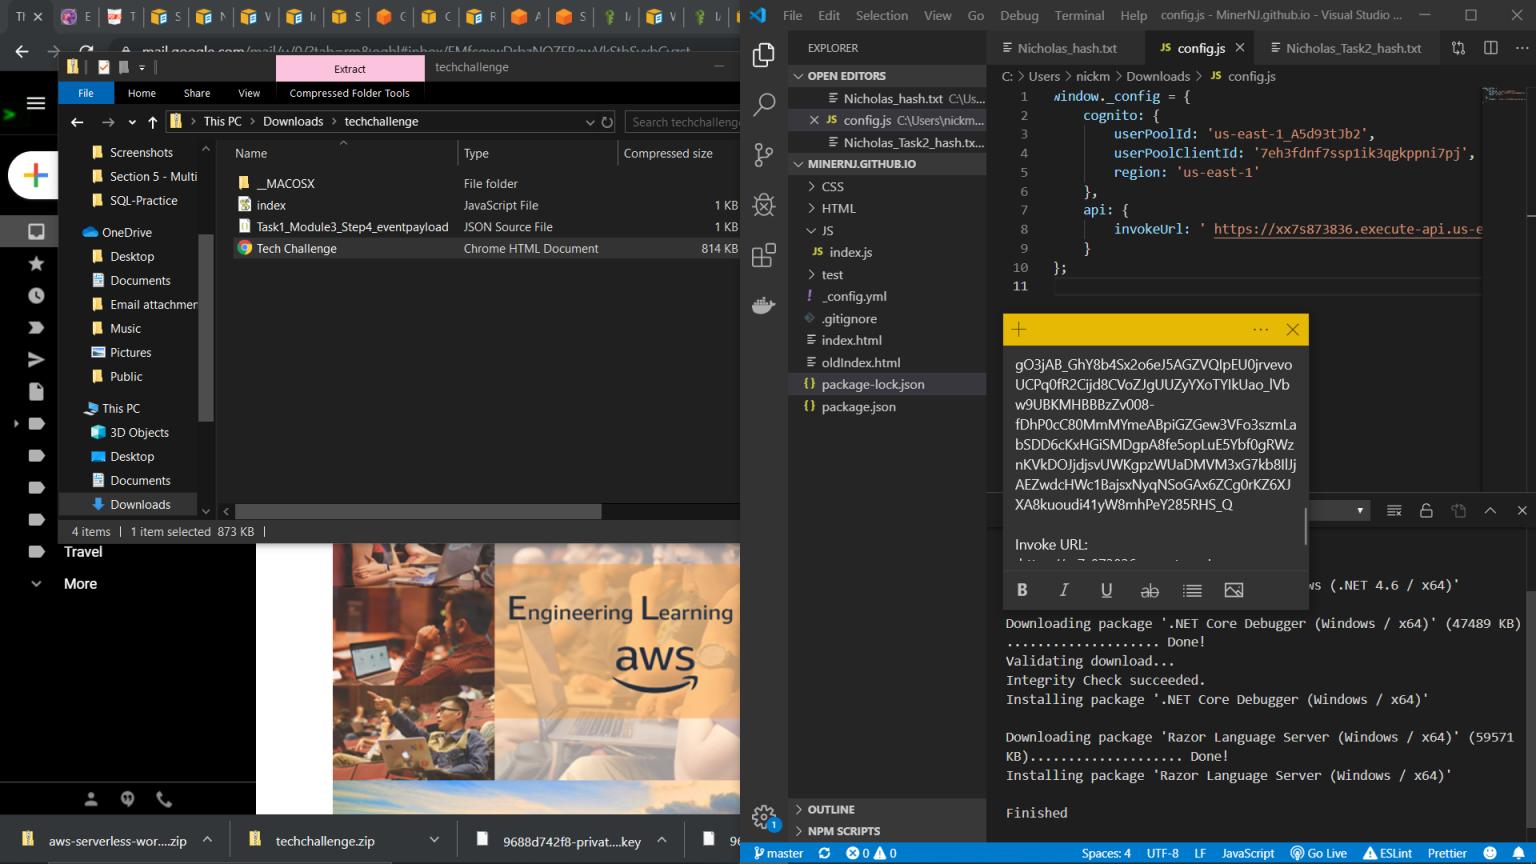 File Edit Selection View Go Debug Terminal Help config.js - MinerNJ.github.io - Visual Studio ...
Extract
techchallenge
File Home Share View Compressed Folder Tools
This PC Downloads techchallenge
Search techchalleng
Screenshots
Section 5 - Multi
SQL-Practice
OneDrive
Desktop
Documents
Email attachmen
Music
Pictures
Public
This PC
3D Objects
Desktop
Documents
Downloads
Name Type Compressed size
__MACOSX File folder
index JavaScript File 1 KB
Task1_Module3_Step4_eventpayload JSON Source File 1 KB
Tech Challenge Chrome HTML Document 814 KB
4 items 1 item selected 873 KB
Travel
More
Engineering Learning
aws
aws-serverless-wor....zip
techchallenge.zip
9688d742f8-privat....key
EXPLORER
OPEN EDITORS
Nicholas_hash.txt C:\Us...
config.js C:\Users\nickm...
Nicholas_Task2_hash.tx...
MINERNJ.GITHUB.IO
CSS
HTML
JS
index.js
test
_config.yml
.gitignore
index.html
oldIndex.html
package-lock.json
package.json
OUTLINE
NPM SCRIPTS
Nicholas_hash.txt config.js Nicholas_Task2_hash.txt
C: > Users > nickm > Downloads > JS config.js
1 window._config = {
2 cognito: {
3 userPoolId: 'us-east-1_A5d93tJb2',
4 userPoolClientId: '7eh3fdnf7ssp1ik3qgkppni7pj',
5 region: 'us-east-1'
6 },
7 api: {
8 invokeUrl: ' https://xx7s873836.execute-api.us-e
9 }
10 };
11
gO3jAB_GhY8b4Sx2o6eJ5AGZVQIpEU0jrvevo
UCPq0fR2Cijd8CVoZJgUUZyYXoTYIkUao_lVb
w9UBKMHBBBzZv008-
fDhP0cC80MmMYmeABpiGZGew3VFo3szmLa
bSDD6cKxHGiSMDgpA8fe5opLuE5Ybf0gRWz
nKVkDOJjdjsvUWKgpzWUaDMVM3xG7kb8IlJj
AEZwdcHWc1BajsxNyqNSoGAx6ZCg0rKZ6XJ
XA8kuoudi41yW8mhPeY285RHS_Q
Invoke URL:
ws (.NET 4.6 / x64)'
Downloading package '.NET Core Debugger (Windows / x64)' (47489 KB)
.................... Done!
Validating download...
Integrity Check succeeded.
Installing package '.NET Core Debugger (Windows / x64)'
Downloading package 'Razor Language Server (Windows / x64)' (59571
KB).................... Done!
Installing package 'Razor Language Server (Windows / x64)'
Finished
master 0 0 Spaces: 4 UTF-8 LF JavaScript Go Live ESLint Prettier